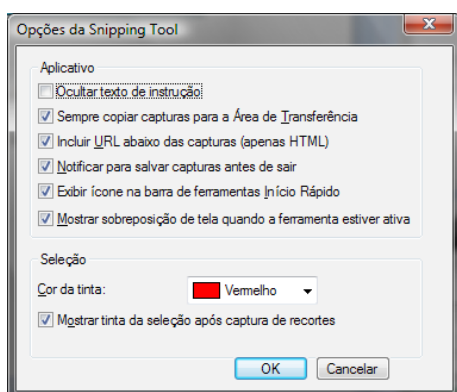 Opções da Snipping Tool
Aplicativo
Ocultar texto de instrução
Sempre copiar capturas para a Área de Transferência
Incluir URL abaixo das capturas (apenas HTML)
Notificar para salvar capturas antes de sair
Exibir ícone na barra de ferramentas Início Rápido
Mostrar sobreposição de tela quando a ferramenta estiver ativa
Seleção
Cor da tinta: Vermelho
Mostrar tinta da seleção após captura de recortes
OK Cancelar